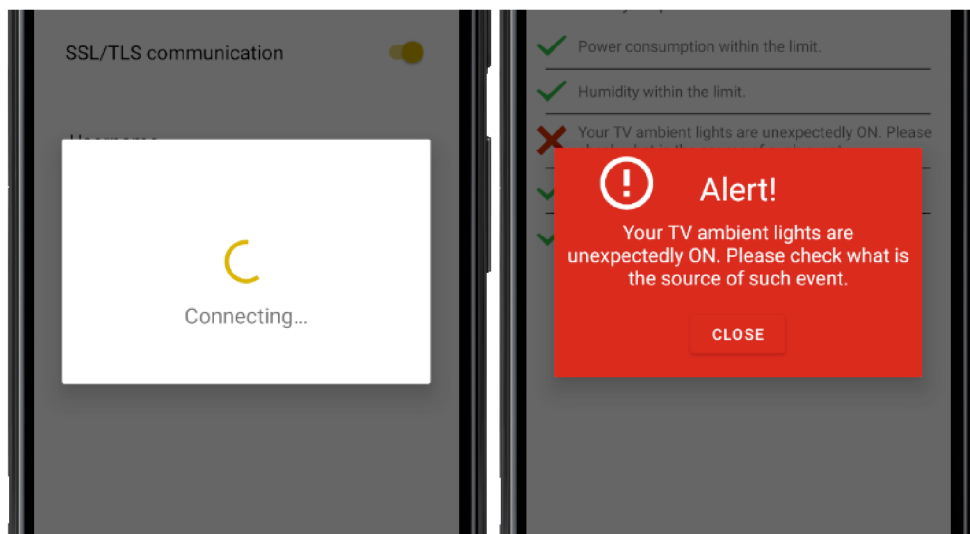 SSL/TLS communication
Username
Connecting...
Power consumption within the limit.
Humidity within the limit.
Your TV ambient lights are unexpectedly ON. Please
Alert!
Your TV ambient lights are
unexpectedly ON. Please check what is
the source of such event.
CLOSE